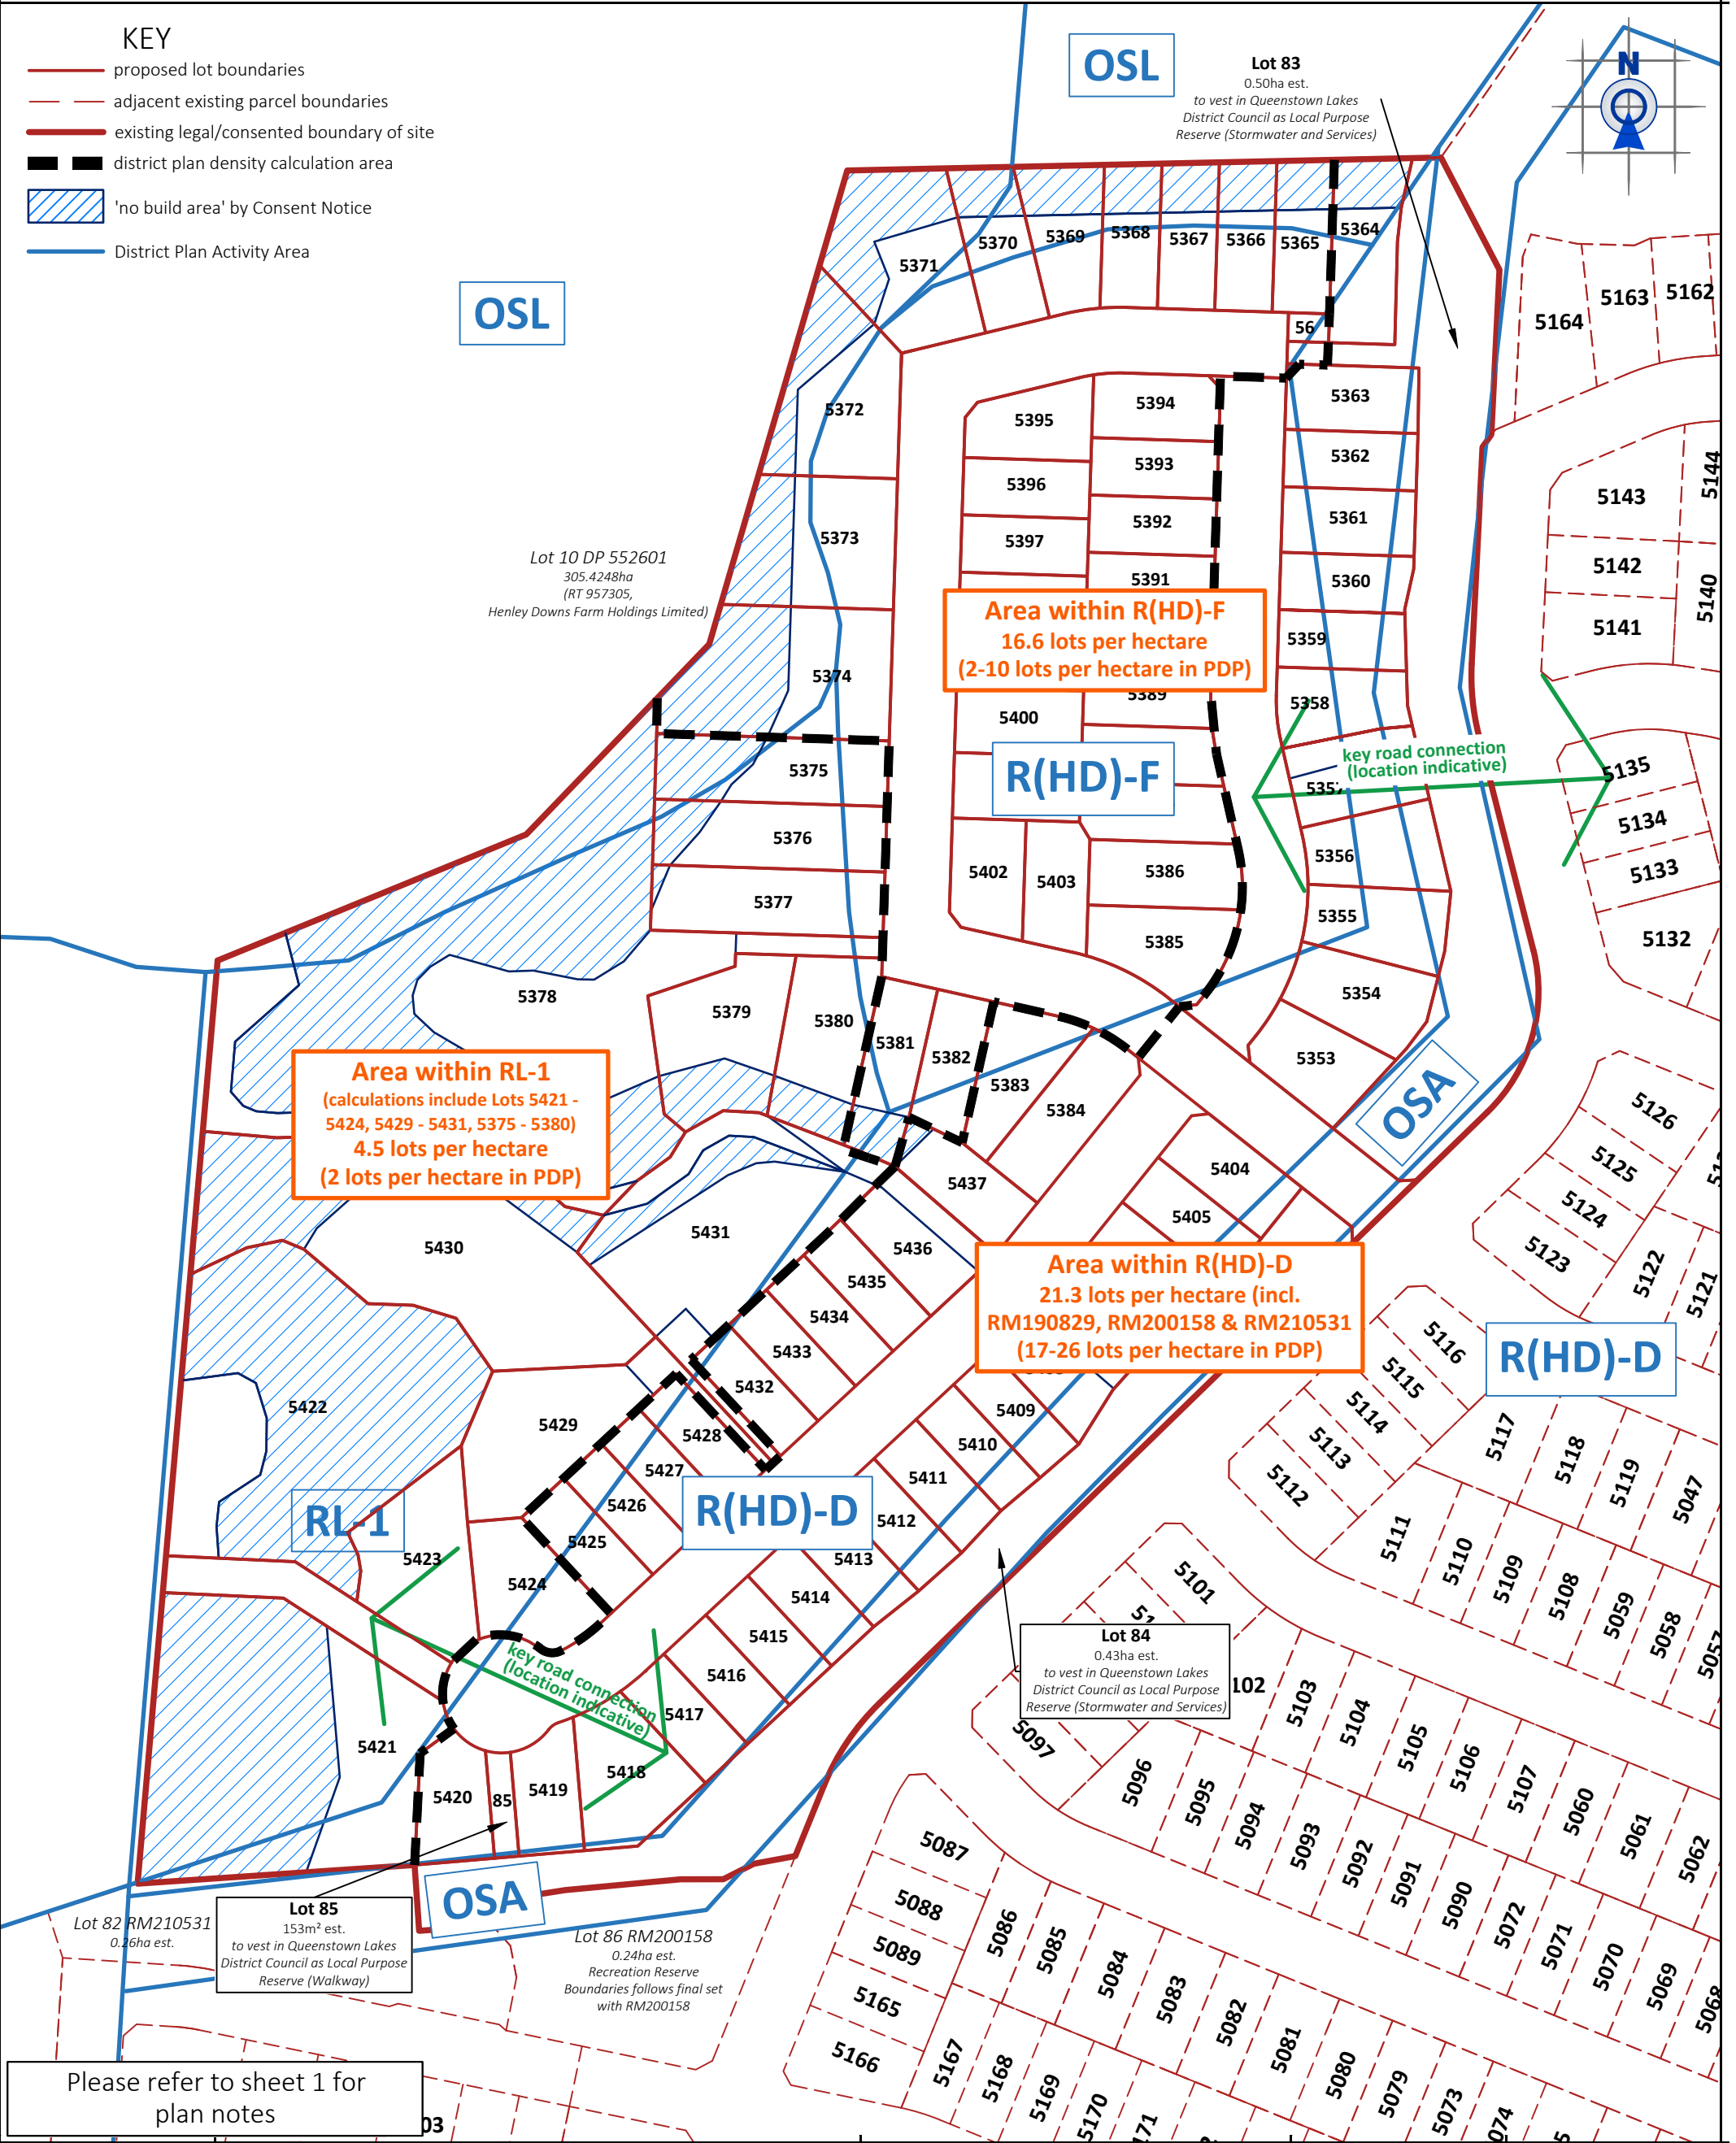 KEY
proposed lot boundaries
adjacent existing parcel boundaries
existing legal/consented boundary of site
district plan density calculation area
'no build area' by Consent Notice
District Plan Activity Area
OSL
Lot 83
0.50ha est.
to vest in Queenstown Lakes
District Council as Local Purpose
Reserve (Stormwater and Services)
N
OSL
5371
5370
5369
5368
5367
5366
5365
5364
56
5164
5163
5162
5372
5373
5374
5395
5396
5397
5394
5393
5392
5391
5363
5362
5361
5360
5359
5358
5143
5144
5142
5141
5140
Lot 10 DP 552601
305.4248ha
(RT 957305,
Henley Downs Farm Holdings Limited)
Area within R(HD)-F
16.6 lots per hectare
(2-10 lots per hectare in PDP)
5389
5400
R(HD)-F
key road connection
(location indicative)
5135
5134
5133
5132
5375
5376
5377
5402
5403
5386
5385
5356
5355
5354
5353
5378
5379
5380
5381
5382
5383
5384
OSA
Area within RL-1
(calculations include Lots 5421 -
5424, 5429 - 5431, 5375 - 5380)
4.5 lots per hectare
(2 lots per hectare in PDP)
5404
5405
5437
5436
5435
5434
5433
5432
5431
5430
5126
5125
5124
5123
5122
5121
Area within R(HD)-D
21.3 lots per hectare (incl.
RM190829, RM200158 & RM210531
(17-26 lots per hectare in PDP)
R(HD)-D
5116
5115
5114
5113
5112
5117
5118
5119
5047
5422
5429
5428
5427
5426
5425
5424
5423
RL-1
R(HD)-D
5409
5410
5411
5412
5413
5414
5415
5416
5417
5418
5419
5420
85
5421
key road connection
(location indicative)
5111
5110
5109
5108
5059
5058
5057
5101
Lot 84
0.43ha est.
to vest in Queenstown Lakes
District Council as Local Purpose
Reserve (Stormwater and Services)
102
5103
5104
5105
5106
5107
5060
5061
5062
5097
5096
5095
5094
5093
5092
5091
5090
5072
5071
5070
5069
5068
OSA
Lot 82 RM210531
0.26ha est.
Lot 85
153m² est.
to vest in Queenstown Lakes
District Council as Local Purpose
Reserve (Walkway)
Lot 86 RM200158
0.24ha est.
Recreation Reserve
Boundaries follows final set
with RM200158
5087
5088
5089
5165
5166
5086
5085
5084
5083
5082
5081
5080
5079
5073
5167
5168
5169
5170
171
074
Please refer to sheet 1 for
plan notes
03